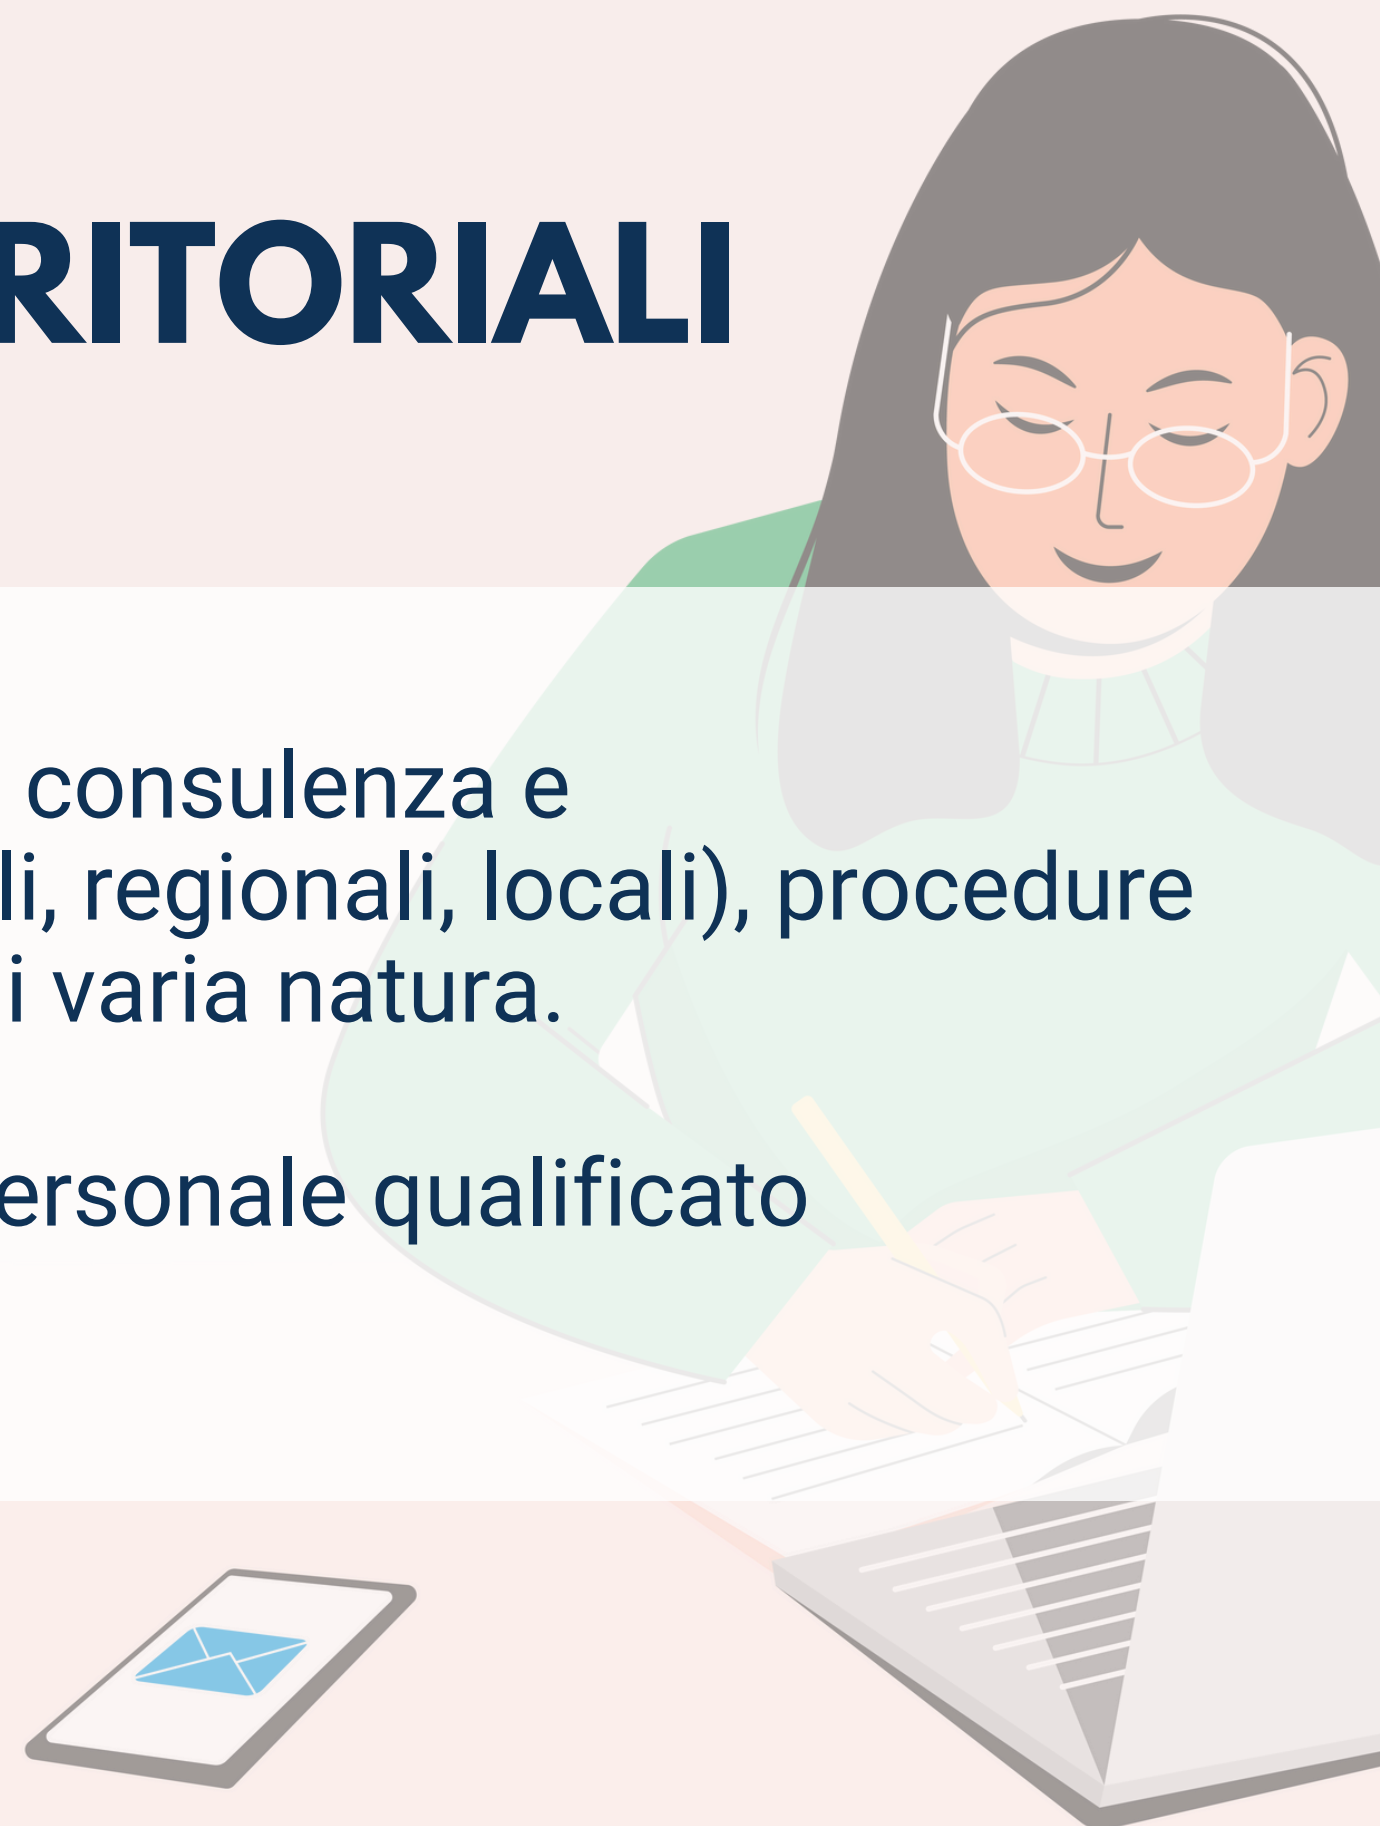 RITORIALI
consulenza e
li, regionali, locali), procedure
i varia natura.
ersonale qualificato